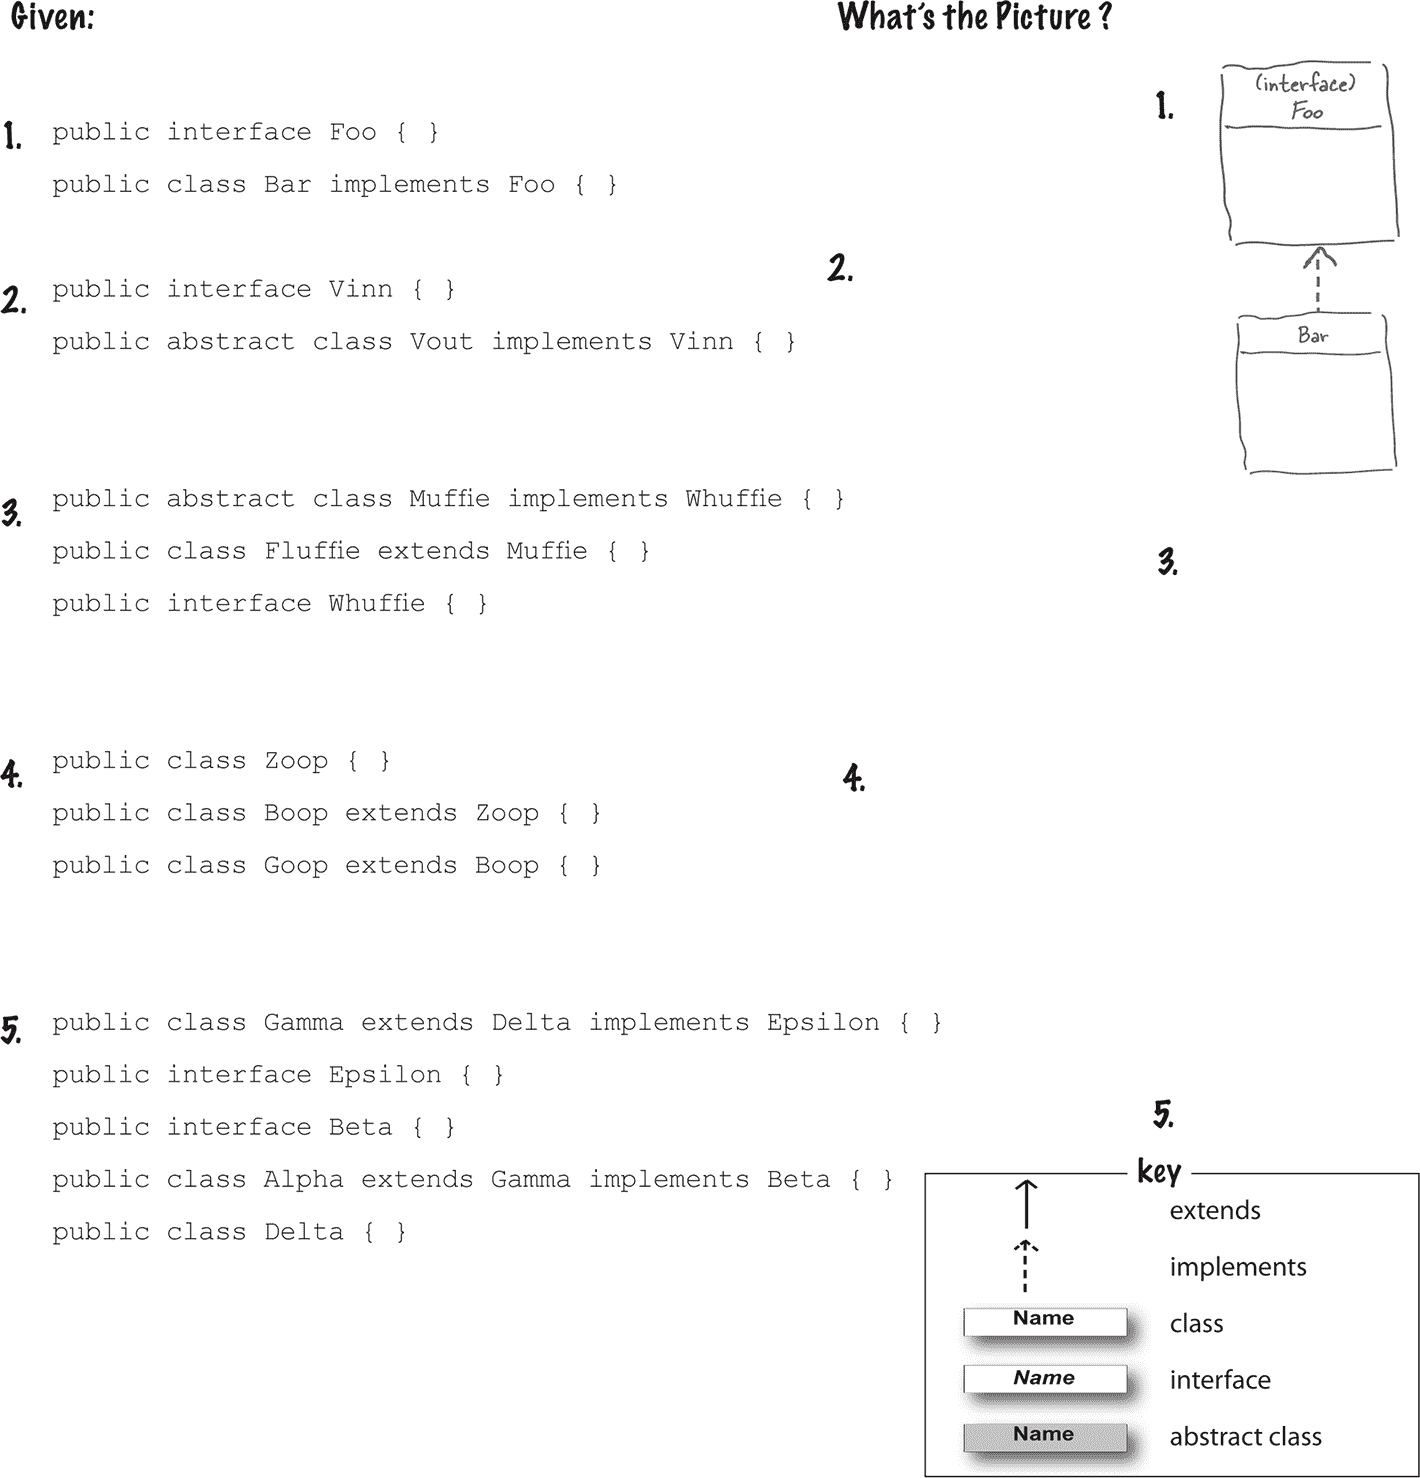 Given:
What's the Picture ?
1. public interface Foo { }
public class Bar implements Foo { }
2. public interface Vinn { }
public abstract class Vout implements Vinn { }
3. public abstract class Muffie implements Whuffie { }
public class Fluffie extends Muffie { }
public interface Whuffie { }
4. public class Zoop { }
public class Boop extends Zoop { }
public class Goop extends Boop { }
5. public class Gamma extends Delta implements Epsilon { }
public interface Epsilon { }
public interface Beta { }
public class Alpha extends Gamma implements Beta { }
public class Delta { }
1.
(interface)
Foo
Bar
2.
3.
4.
5.
key
extends
implements
Name class
Name interface
Name abstract class